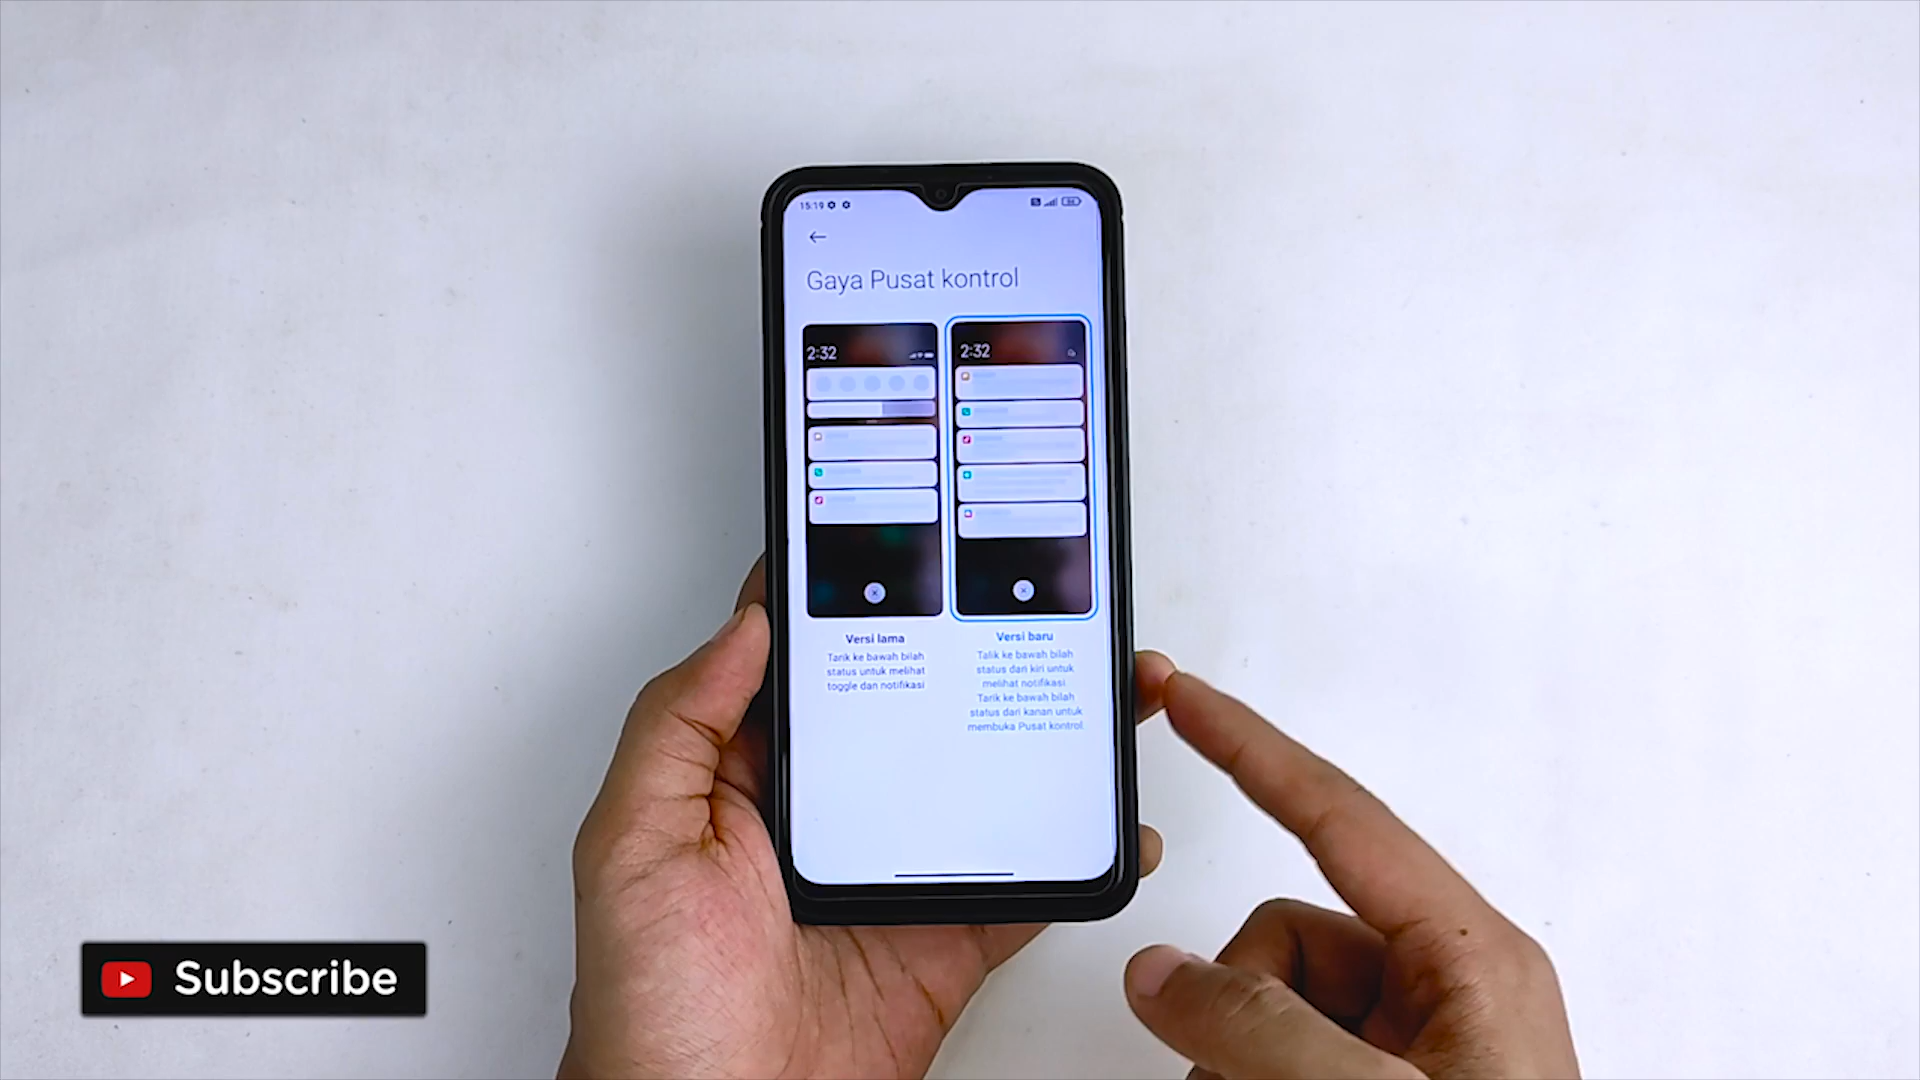 15:19
Gaya Pusat kontrol
2:32
2:32
Versi lama
Tarik ke bawah bilah
status untuk melihat
toggle dan notifikasi
Versi baru
Talik ke bawah bilah
status dari kiri untuk
melihat notifikasi.
Tarik ke bawah bilah
status dari kanan untuk
membuka Pusat kontrol.
Subscribe